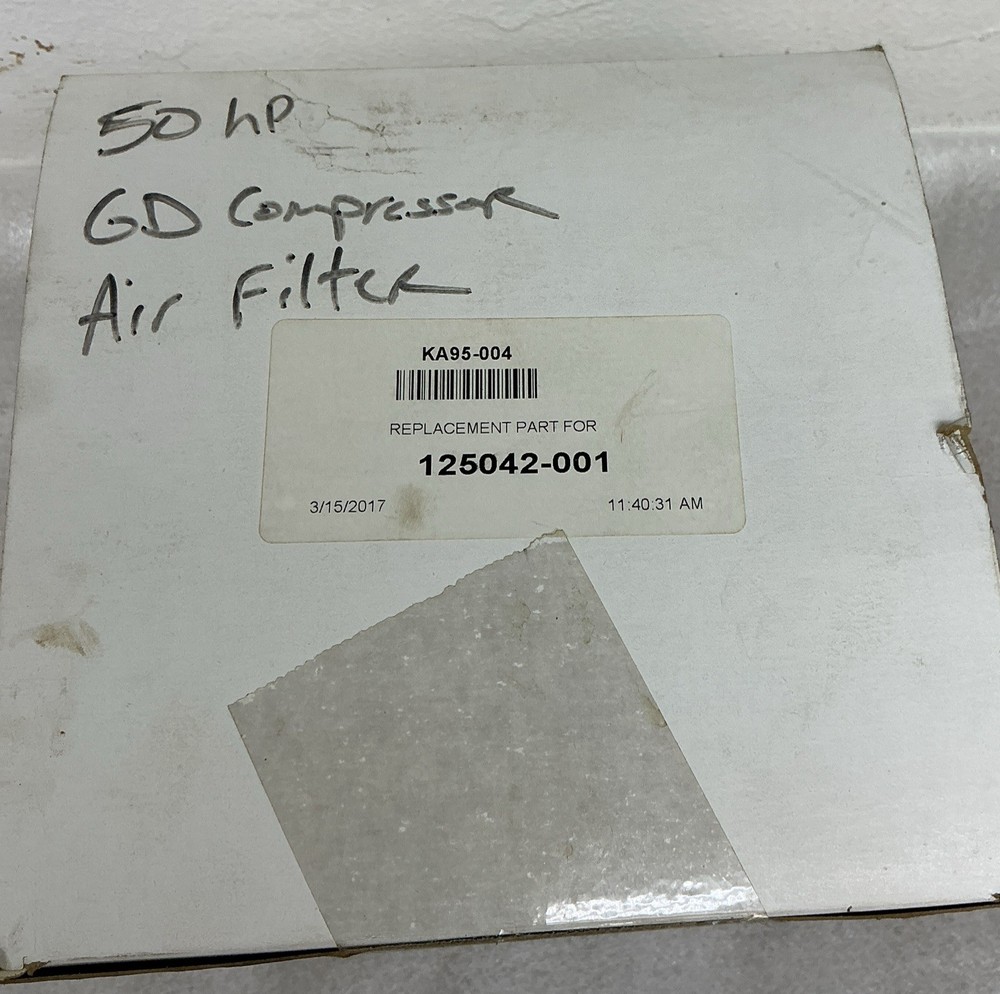 50 hp
GD Compressor
Air Filter
KA95-004
REPLACEMENT PART FOR
125042-001
3/15/2017 11:40:31 AM